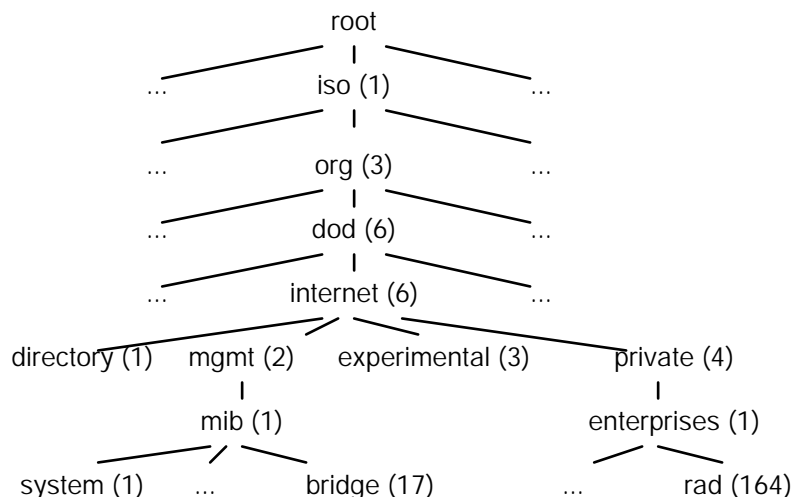 root
... iso (1) ...
... org (3) ...
... dod (6) ...
... internet (6) ...
directory (1) mgmt (2) experimental (3) private (4)
mib (1) enterprises (1)
system (1) ... bridge (17) ... rad (164)